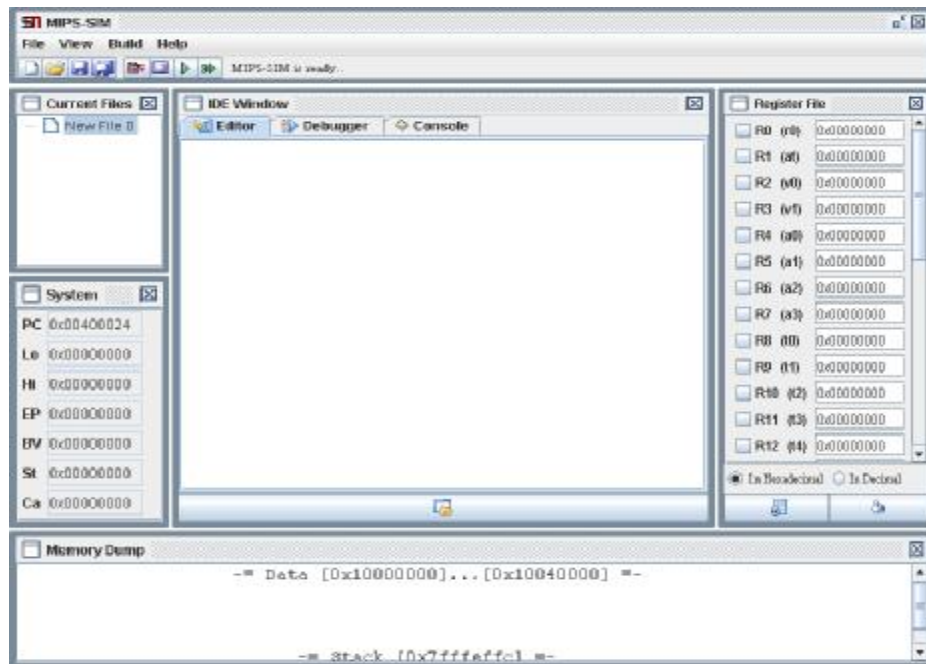 MIPS-SIM
File View Build Help
MIPS-SIM is ready.
Current Files
New File 0
IDE Window
Editor Debugger Console
Register File
R0 (r0) 0x00000000
R1 (at) 0x00000000
R2 (v0) 0x00000000
R3 (v1) 0x00000000
R4 (a0) 0x00000000
R5 (a1) 0x00000000
R6 (a2) 0x00000000
R7 (a3) 0x00000000
R8 (t0) 0x00000000
R9 (t1) 0x00000000
R10 (t2) 0x00000000
R11 (t3) 0x00000000
R12 (t4) 0x00000000
In Hexadecimal In Decimal
System
PC 0x00400024
Lo 0x00000000
HI 0x00000000
EP 0x00000000
BV 0x00000000
St 0x00000000
Ca 0x00000000
Memory Dump
-= Data [0x10000000]...[0x10040000] =-
-= Stack [0x7fffeffc] =-